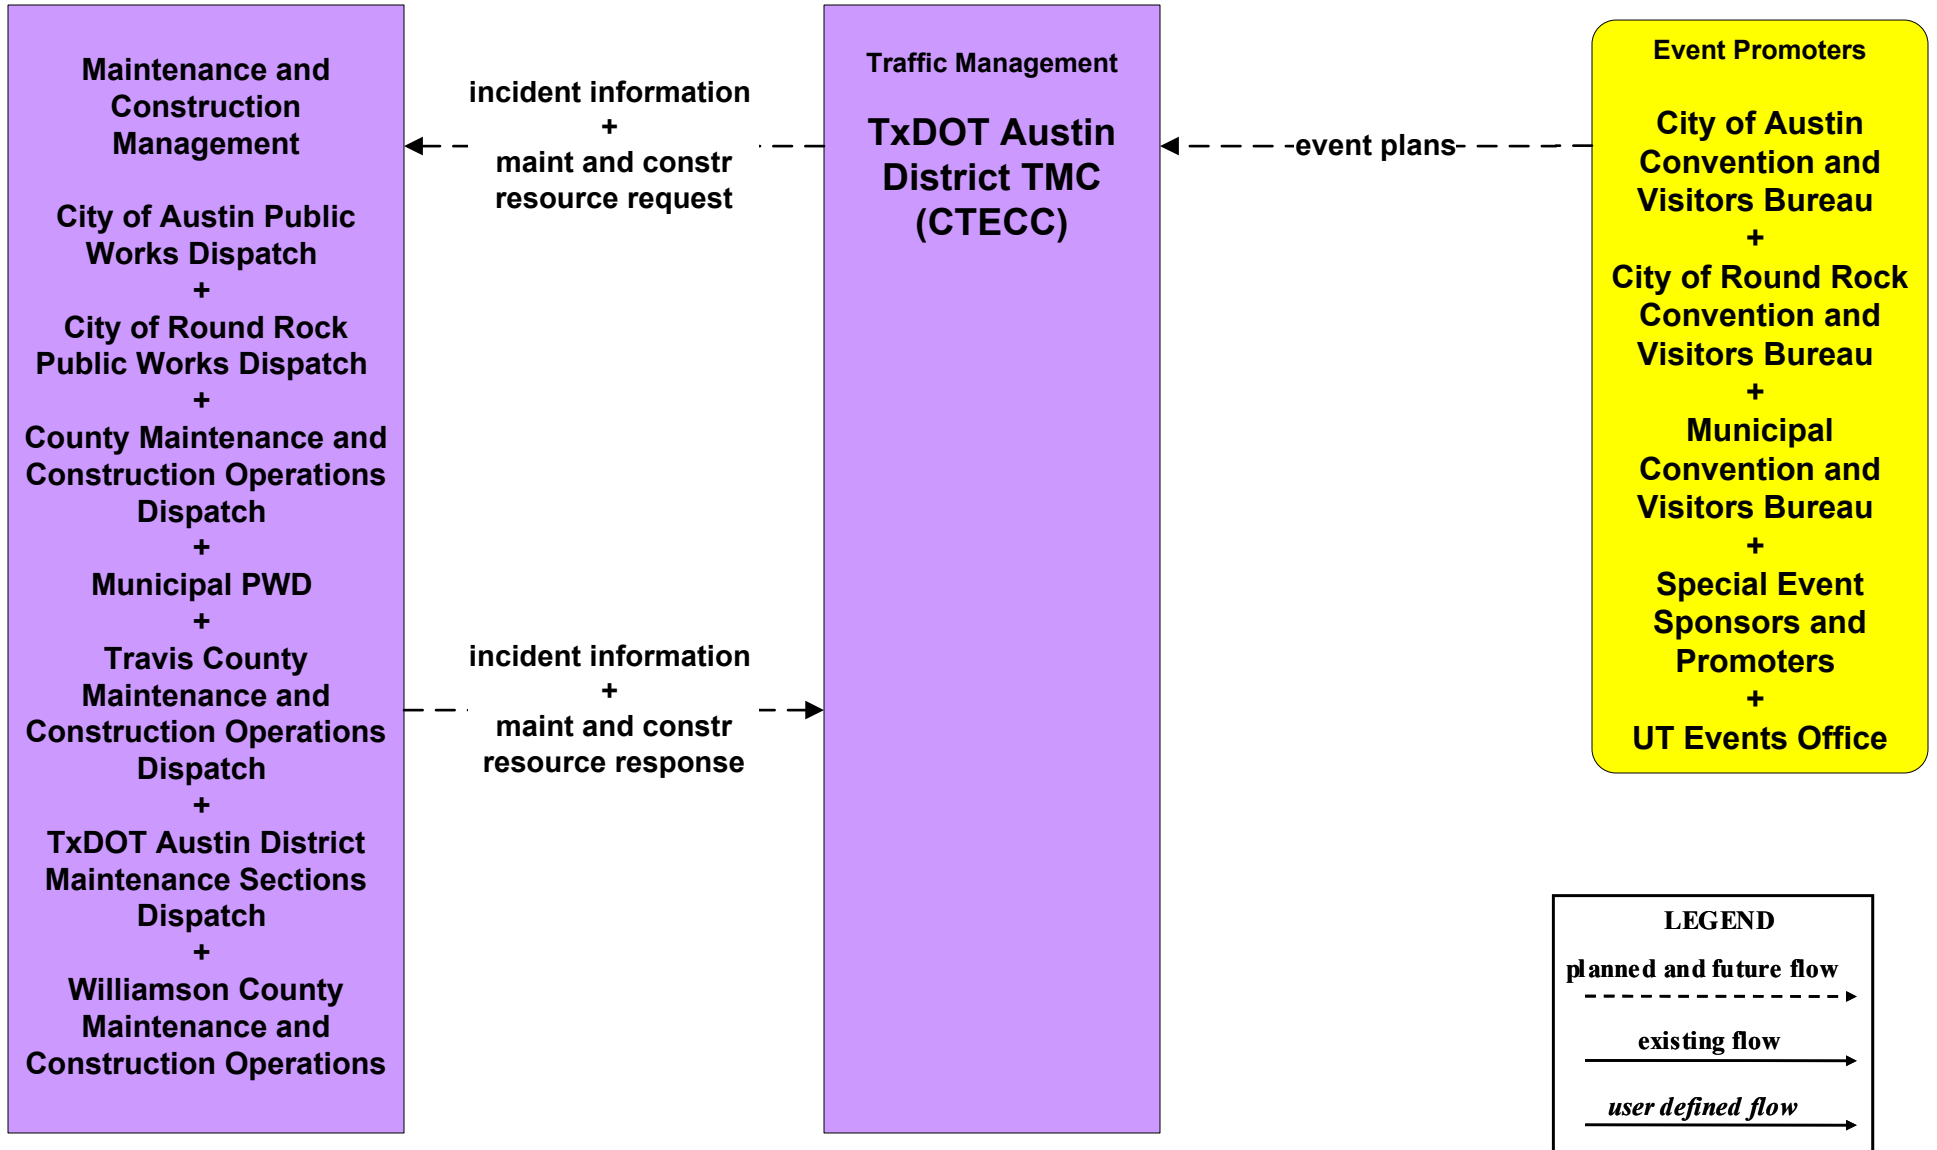 Maintenance and
Construction
Management
City of Austin Public
Works Dispatch
+
City of Round Rock
Public Works Dispatch
+
County Maintenance and
Construction Operations
Dispatch
+
Municipal PWD
+
Travis County
Maintenance and
Construction Operations
Dispatch
+
TxDOT Austin District
Maintenance Sections
Dispatch
+
Williamson County
Maintenance and
Construction Operations
incident information
+
maint and constr
resource request
incident information
+
maint and constr
resource response
Traffic Management
TxDOT Austin
District TMC
(CTECC)
event plans
Event Promoters
City of Austin
Convention and
Visitors Bureau
+
City of Round Rock
Convention and
Visitors Bureau
+
Municipal
Convention and
Visitors Bureau
+
Special Event
Sponsors and
Promoters
+
UT Events Office
LEGEND
planned and future flow
existing flow
user defined flow